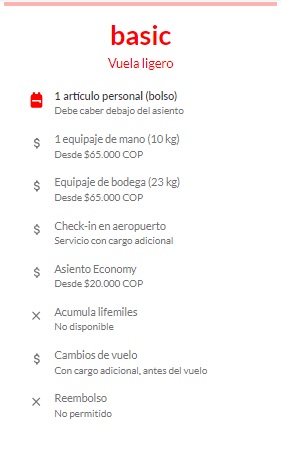 basic
Vuela ligero
1 artículo personal (bolso)
Debe caber debajo del asiento
$ 1 equipaje de mano (10 kg)
Desde $65.000 COP
$ Equipaje de bodega (23 kg)
Desde $65.000 COP
$ Check-in en aeropuerto
Servicio con cargo adicional
$ Asiento Economy
Desde $20.000 COP
Acumula lifemiles
No disponible
$ Cambios de vuelo
Con cargo adicional, antes del vuelo
Reembolso
No permitido